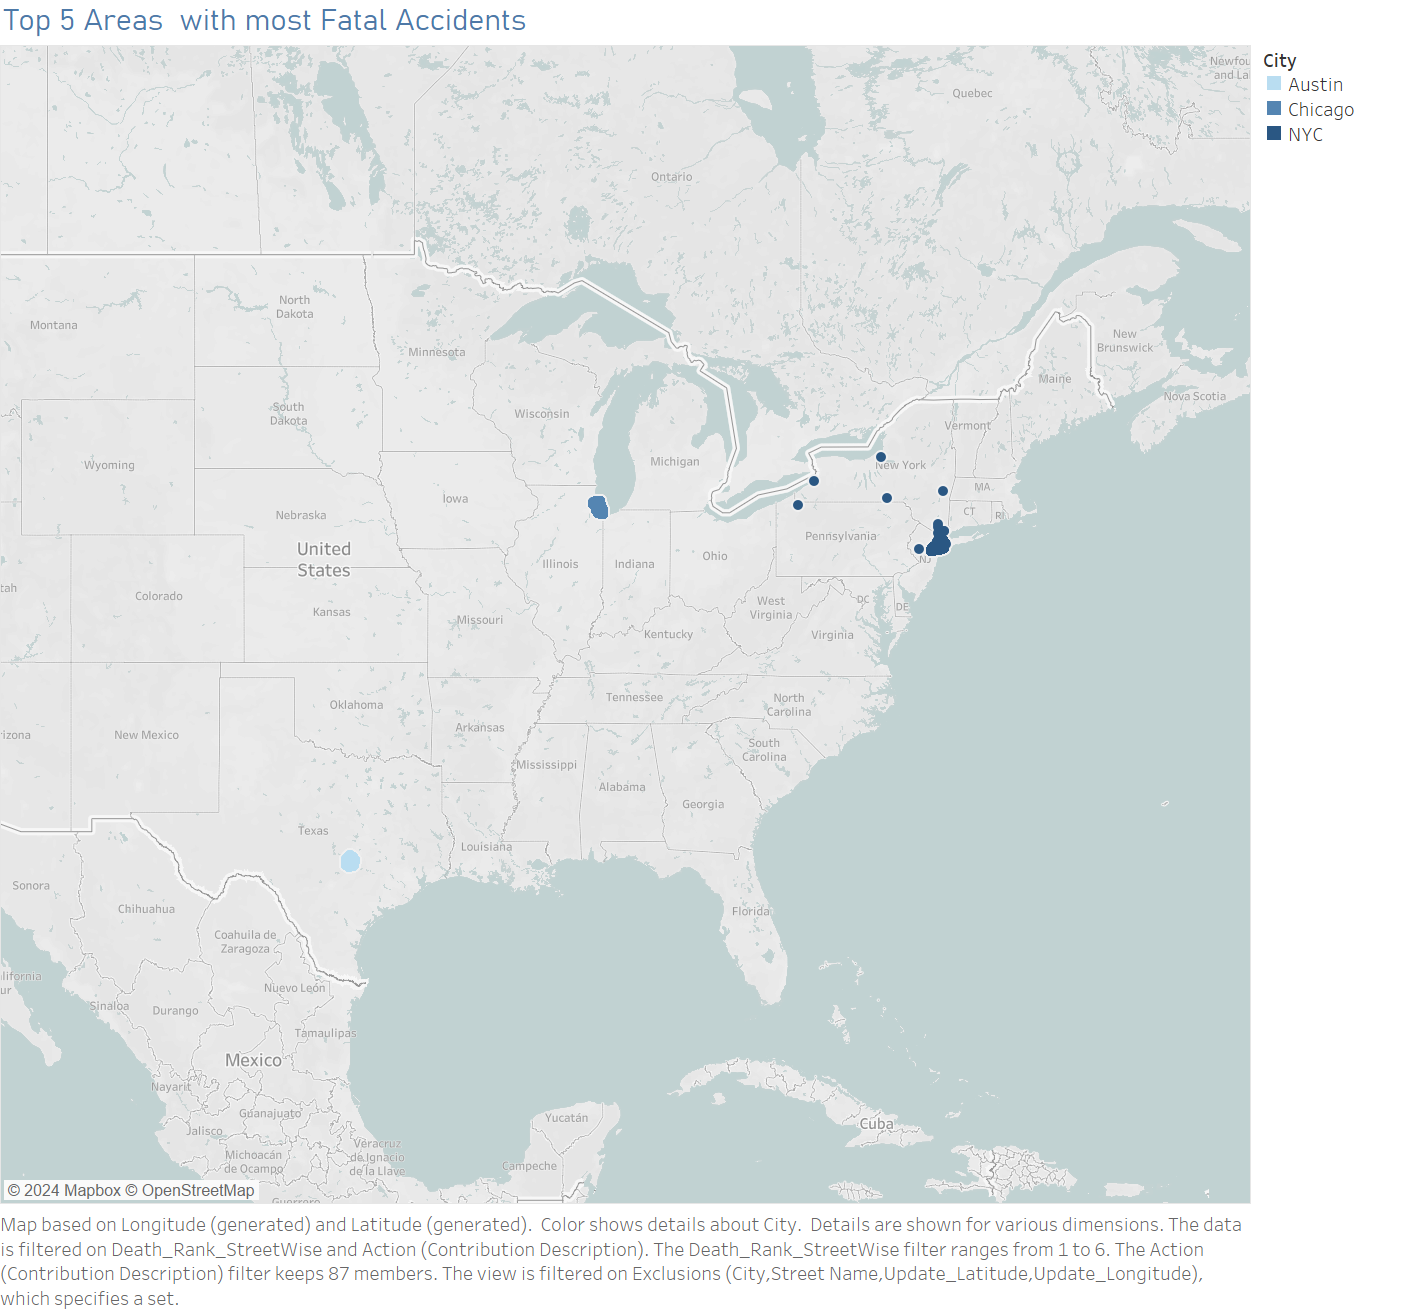 Top 5 Areas  with most Fatal Accidents
City
Austin
Chicago
NYC
Newfou
and La
Quebec
Ontario
North
Dakota
Montana
Minnesota
New
Brunswick
Maine
Nova Scotia
South
Dakota
Wisconsin
Vermont
Wyoming
Michigan
New York
MA
Iowa
CT
RI
Nebraska
Pennsylvania
United
States
Illinois
Indiana
Ohio
NJ
tah
Colorado
Kansas
Missouri
West
Virginia
DC
DE
Kentucky
Virginia
Oklahoma
Tennessee
North
Carolina
rizona
New Mexico
Arkansas
South
Carolina
Mississippi
Alabama
Georgia
Texas
Louisiana
Sonora
Chihuahua
Florida
Coahuila de
Zaragoza
lifornia
ur
Nuevo León
Sinaloa
Durango
Tamaulipas
Mexico
Nayarit
Guanajuato
Yucatán
Cuba
Jalisco
Veracruz
de Ignacio
de la Llave
Michoacán
de Ocampo
Campeche
Guerrero
© 2024 Mapbox © OpenStreetMap
Map based on Longitude (generated) and Latitude (generated).  Color shows details about City.  Details are shown for various dimensions. The data
is filtered on Death_Rank_StreetWise and Action (Contribution Description). The Death_Rank_StreetWise filter ranges from 1 to 6. The Action
(Contribution Description) filter keeps 87 members. The view is filtered on Exclusions (City,Street Name,Update_Latitude,Update_Longitude),
which specifies a set.